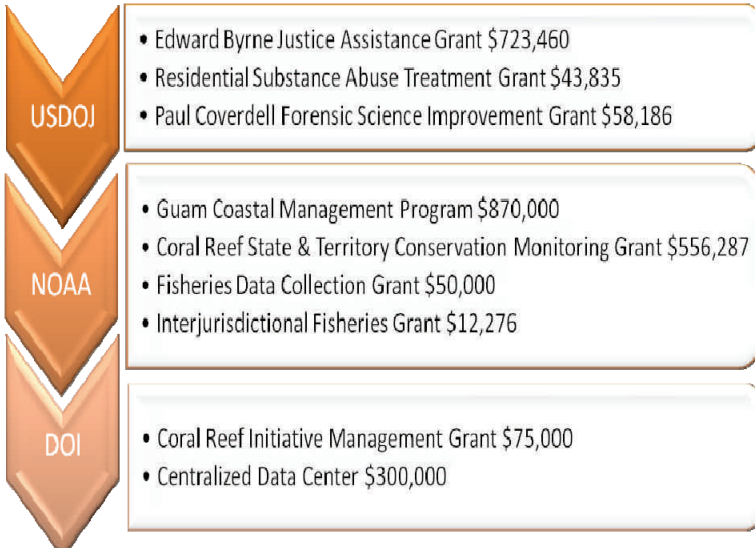 USDOJ
• Edward Byrne Justice Assistance Grant $723,460
• Residential Substance Abuse Treatment Grant $43,835
• Paul Coverdell Forensic Science Improvement Grant $58,186
NOAA
• Guam Coastal Management Program $870,000
• Coral Reef State & Territory Conservation Monitoring Grant $556,287
• Fisheries Data Collection Grant $50,000
• Interjurisdictional Fisheries Grant $12,276
DOI
• Coral Reef Initiative Management Grant $75,000
• Centralized Data Center $300,000